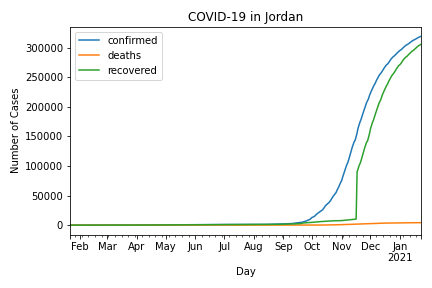 COVID-19 in Jordan
confirmed
deaths
recovered
300000
250000
200000
150000
100000
50000
0
Number of Cases
Feb Mar Apr May Jun Jul Aug Sep Oct Nov Dec Jan
2021
Day